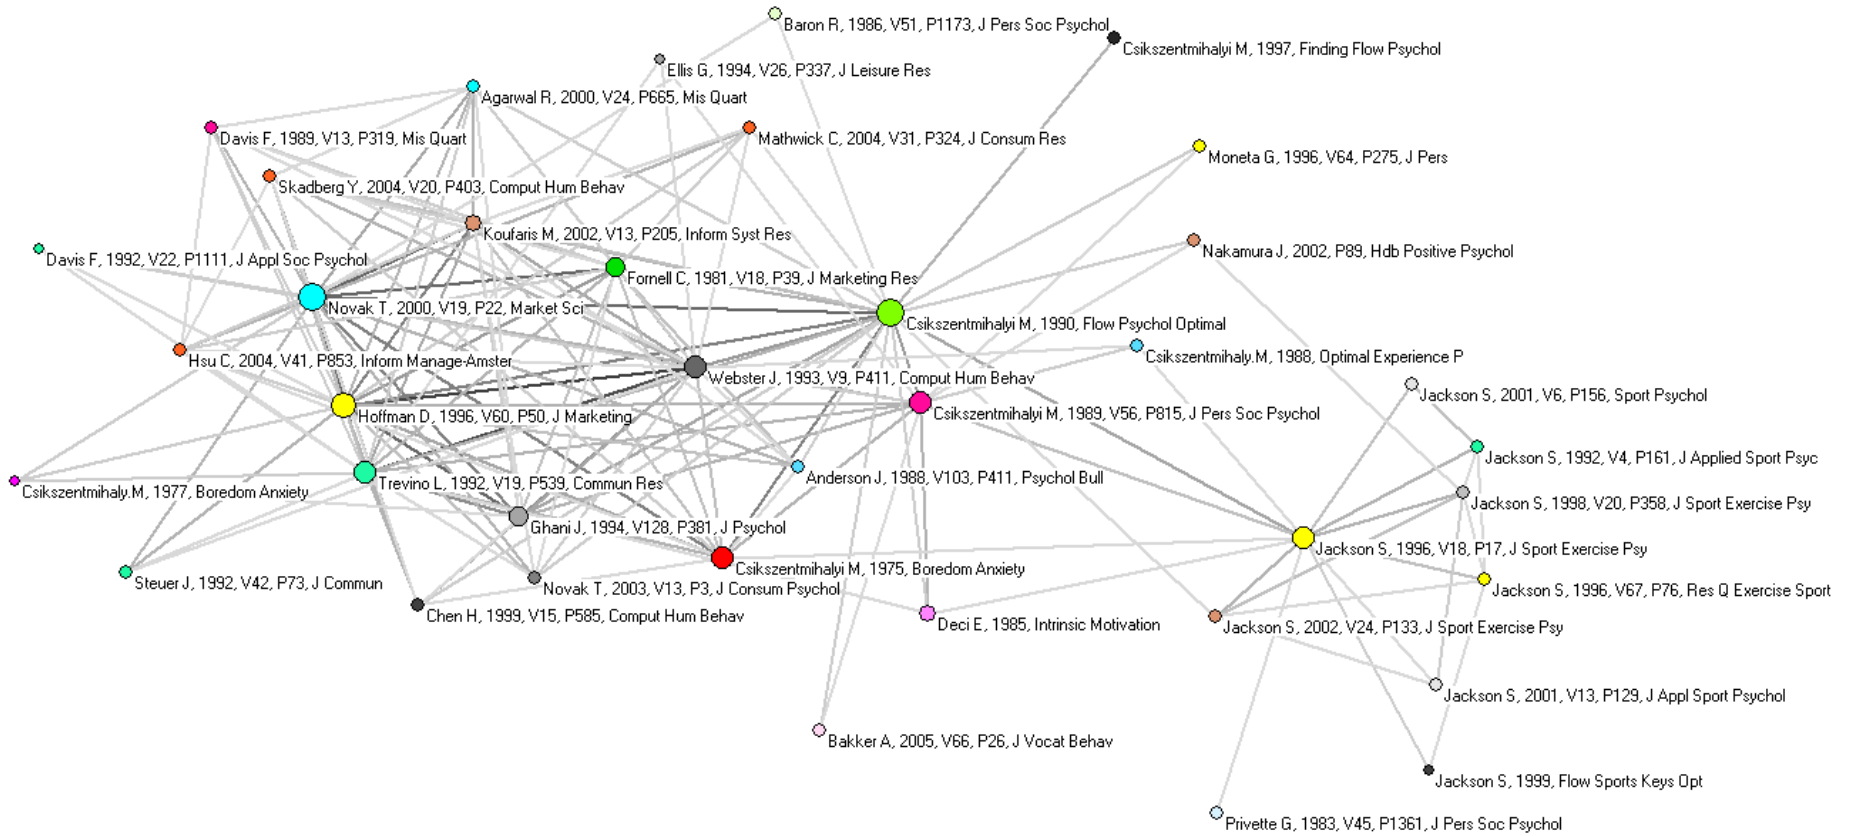 Baron R, 1986, V51, P1173, J Pers Soc Psychol
Csikszentmihalyi M, 1997, Finding Flow Psychol
Ellis G, 1994, V26, P337, J Leisure Res
Agarwal R, 2000, V24, P665, Mis Quart
Davis F, 1989, V13, P319, Mis Quart
Mathwick C, 2004, V31, P324, J Consum Res
Moneta G, 1996, V64, P275, J Pers
Skadberg Y, 2004, V20, P403, Comput Hum Behav
Koufaris M, 2002, V13, P205, Inform Syst Res
Nakamura J, 2002, P89, Hdb Positive Psychol
Davis F, 1992, V22, P1111, J Appl Soc Psychol
Fornell C, 1981, V18, P39, J Marketing Res
Novak T, 2000, V19, P22, Market Sci
Csikszentmihalyi M, 1990, Flow Psychol Optimal
Hsu C, 2004, V41, P853, Inform Manage-Amster
Csikszentmihaly.M, 1988, Optimal Experience P
Webster J, 1993, V9, P411, Comput Hum Behav
Jackson S, 2001, V6, P156, Sport Psychol
Hoffman D, 1996, V60, P50, J Marketing
Csikszentmihalyi M, 1989, V56, P815, J Pers Soc Psychol
Jackson S, 1992, V4, P161, J Applied Sport Psyc
Anderson J, 1988, V103, P411, Psychol Bull
Trevino L, 1992, V19, P539, Commun Res
Csikszentmihaly.M, 1977, Boredom Anxiety
Jackson S, 1998, V20, P358, J Sport Exercise Psy
Ghani J, 1994, V128, P381, J Psychol
Jackson S, 1996, V18, P17, J Sport Exercise Psy
Csikszentmihalyi M, 1975, Boredom Anxiety
Steuer J, 1992, V42, P73, J Commun
Novak T, 2003, V13, P3, J Consum Psychol
Jackson S, 1996, V67, P76, Res Q Exercise Sport
Chen H, 1999, V15, P585, Comput Hum Behav
Deci E, 1985, Intrinsic Motivation
Jackson S, 2002, V24, P133, J Sport Exercise Psy
Jackson S, 2001, V13, P129, J Appl Sport Psychol
Bakker A, 2005, V66, P26, J Vocat Behav
Jackson S, 1999, Flow Sports Keys Opt
Privette G, 1983, V45, P1361, J Pers Soc Psychol